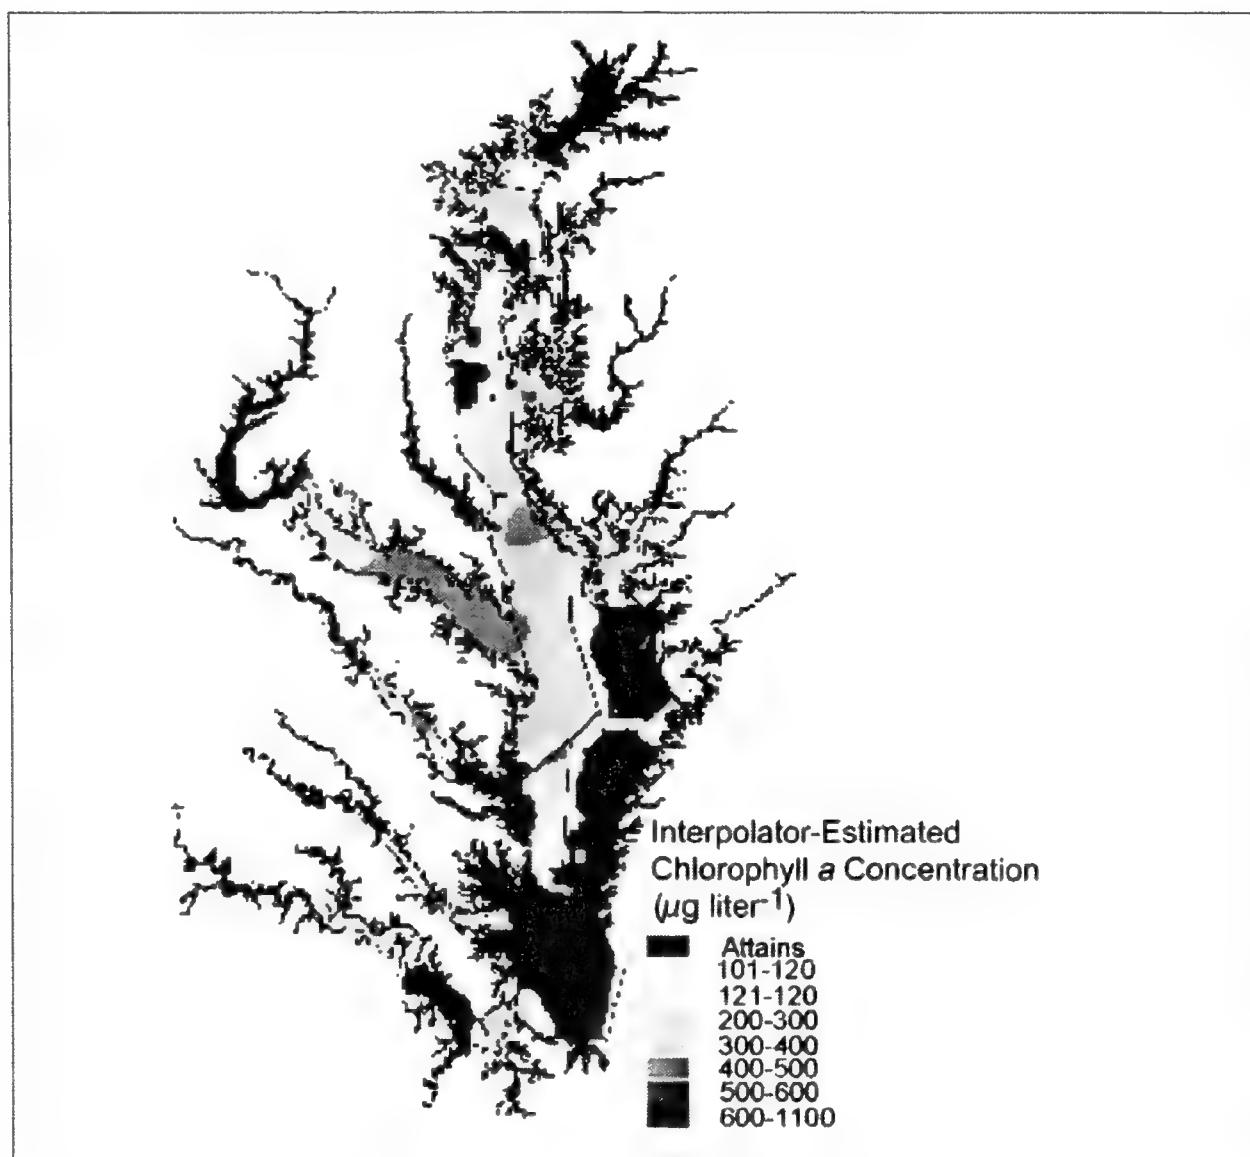 Interpolator-Estimated
Chlorophyll a Concentration
(µg liter-1)
Attains
101-120
121-120
200-300
300-400
400-500
500-600
600-1100